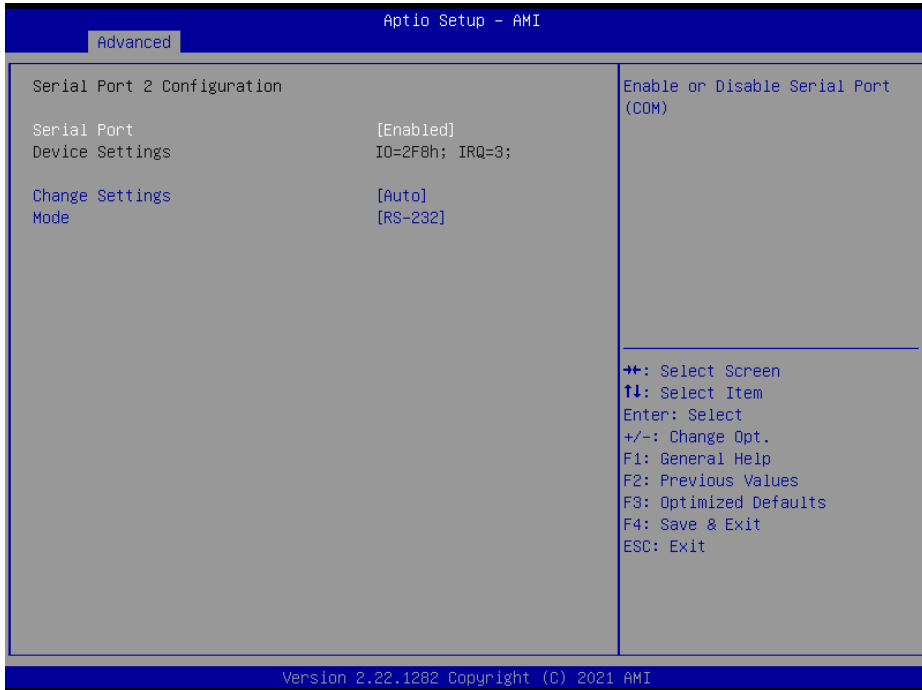 Aptio Setup – AMI
Advanced
Serial Port 2 Configuration
Serial Port [Enabled]
Device Settings IO=2F8h; IRQ=3;
Change Settings [Auto]
Mode [RS-232]
Enable or Disable Serial Port
(COM)
→←: Select Screen
↑↓: Select Item
Enter: Select
+/-: Change Opt.
F1: General Help
F2: Previous Values
F3: Optimized Defaults
F4: Save & Exit
ESC: Exit
Version 2.22.1282 Copyright (C) 2021 AMI